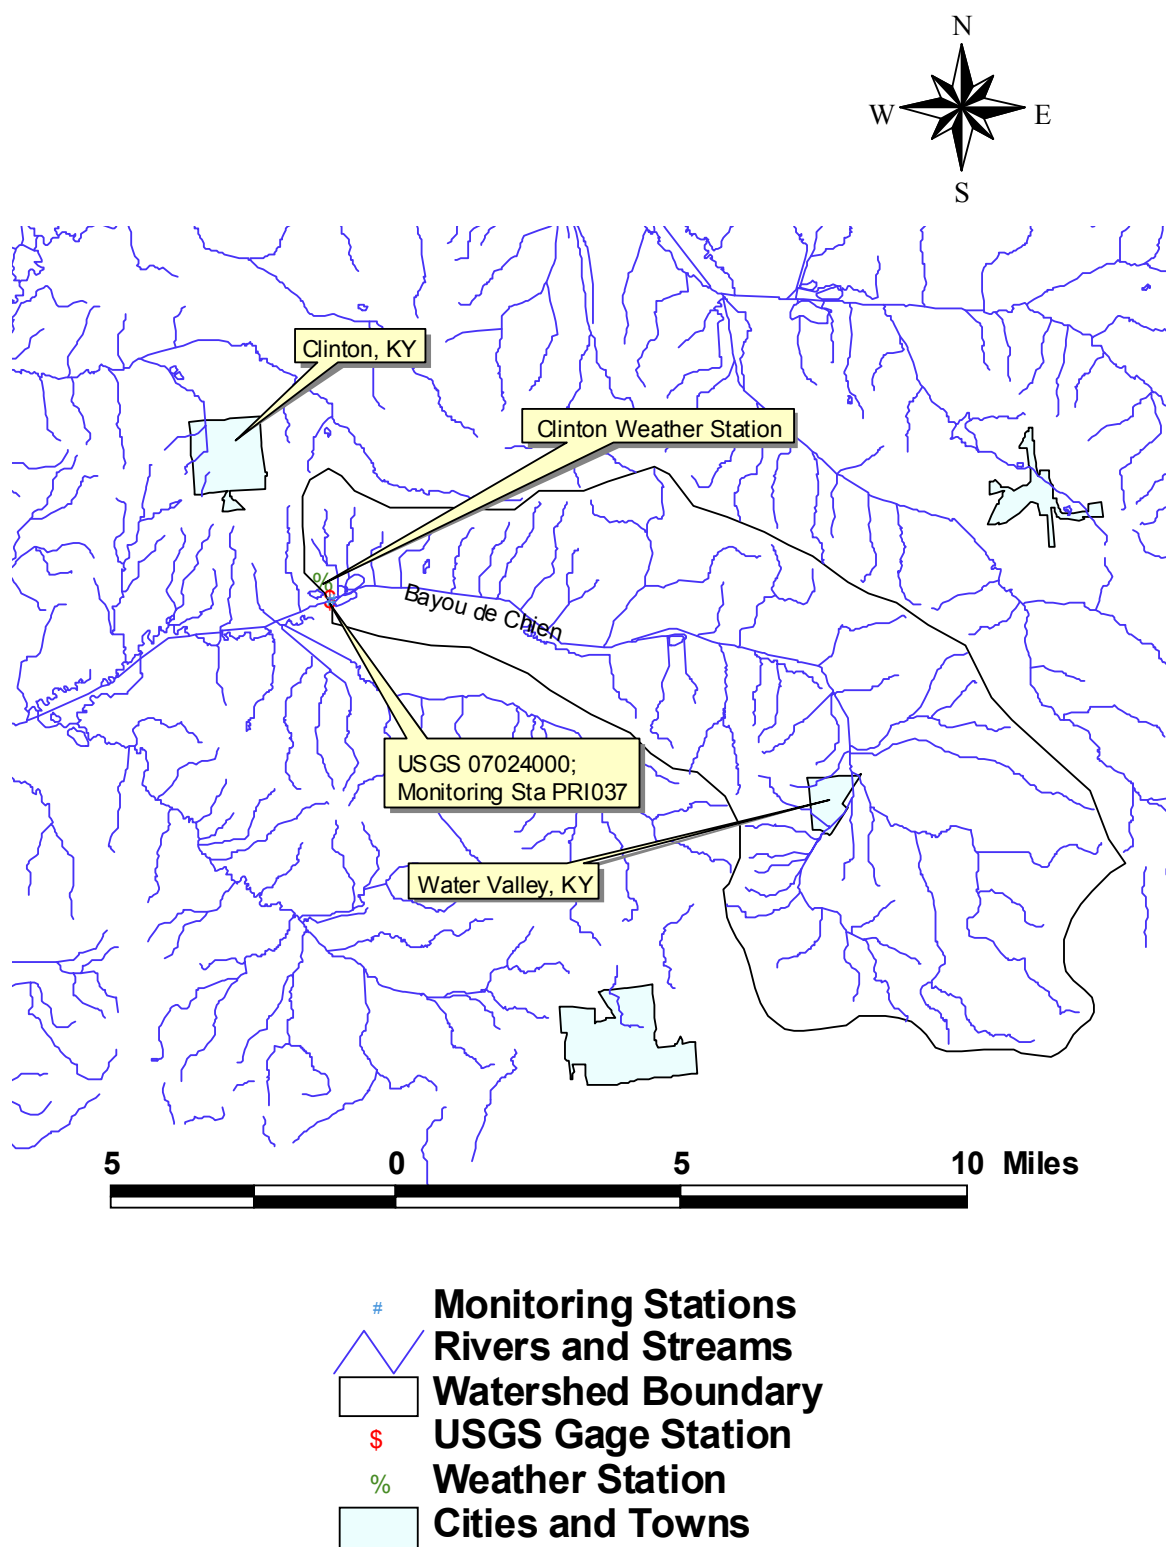 N
W E
S
Clinton, KY
Clinton Weather Station
%
$
Bayou de Chien
USGS 07024000;
Monitoring Sta PRI037
Water Valley, KY
5 0 5 10 Miles
# Monitoring Stations
Rivers and Streams
Watershed Boundary
$ USGS Gage Station
% Weather Station
Cities and Towns